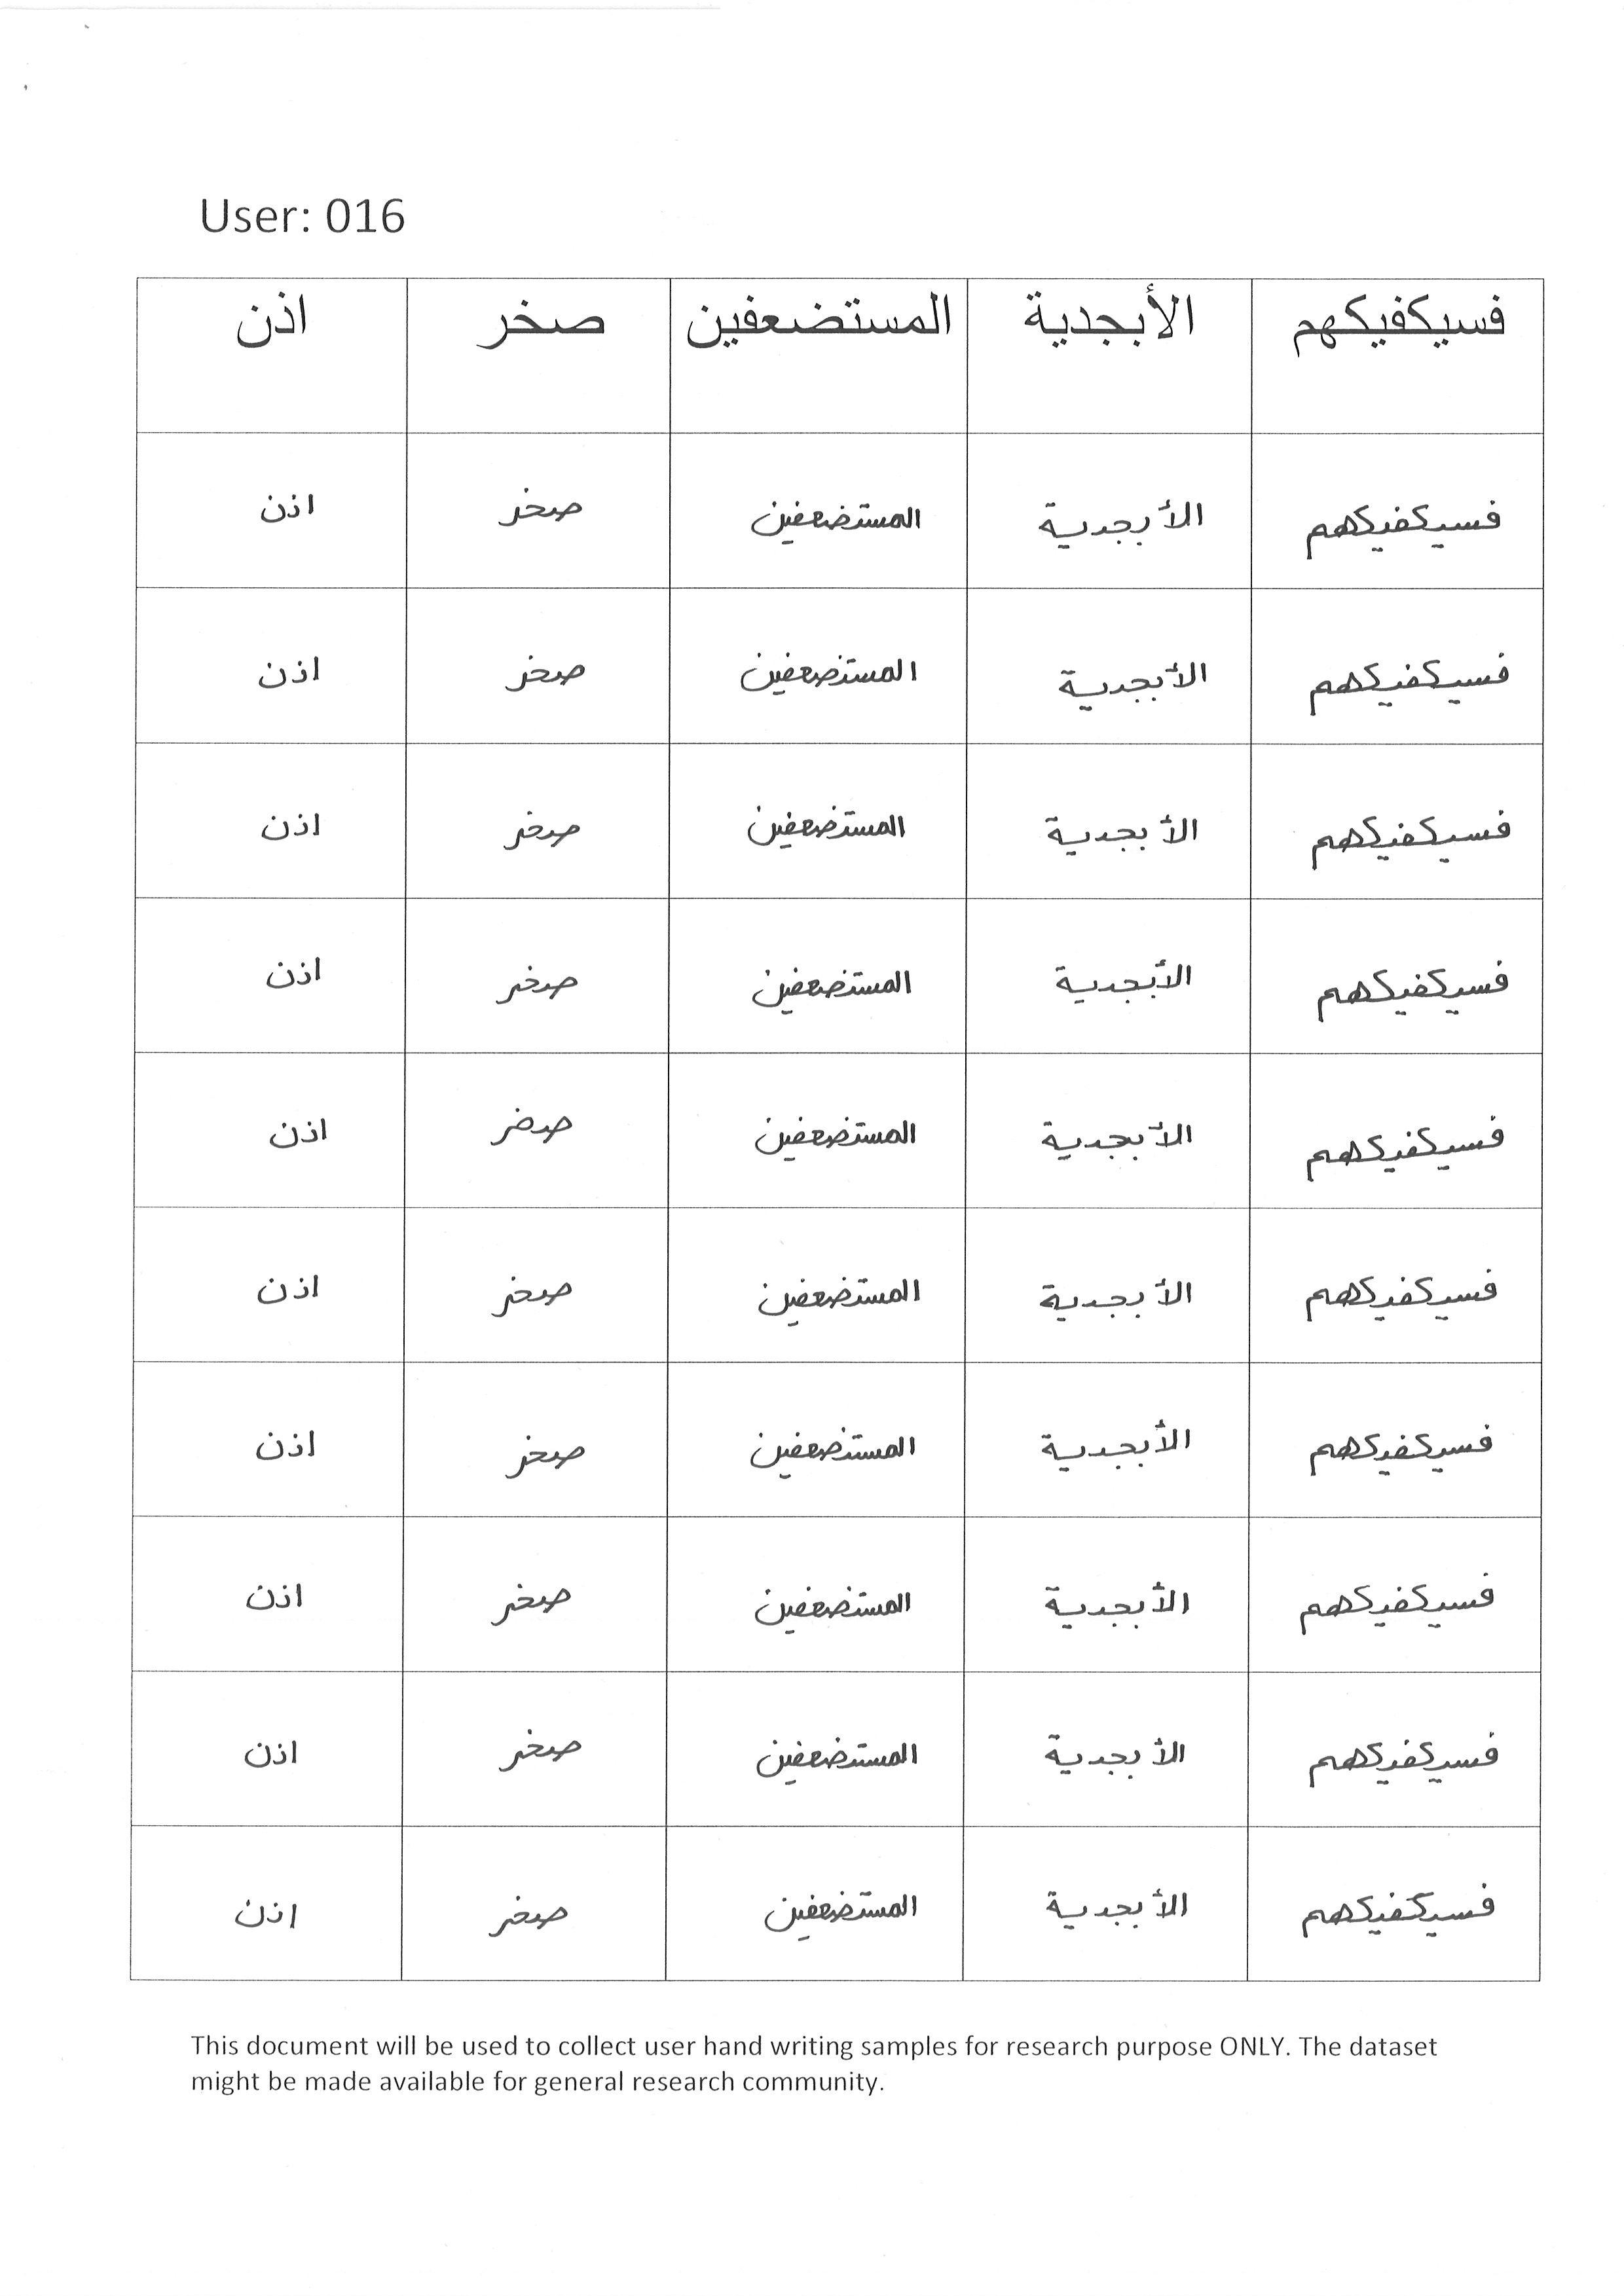 User: 016
فسيكفيكهم الأبجدية المستضعفين صخر اذن
فسيكفيكهم الأبجدية المستضعفين صخر اذن
فسيكفيكهم الأبجدية المستضعفين صخر اذن
فسيكفيكهم الأبجدية المستضعفين صخر اذن
فسيكفيكهم الأبجدية المستضعفين صخر اذن
فسيكفيكهم الأبجدية المستضعفين صخر اذن
فسيكفيكهم الأبجدية المستضعفين صخر اذن
فسيكفيكهم الأبجدية المستضعفين صخر اذن
فسيكفيكهم الأبجدية المستضعفين صخر اذن
فسيكفيكهم الأبجدية المستضعفين صخر اذن
فسيكفيكهم الأبجدية المستضعفين صخر اذن
This document will be used to collect user hand writing samples for research purpose ONLY. The dataset
might be made available for general research community.